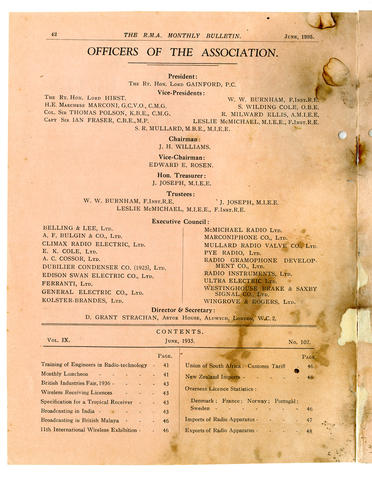 42 THE R.M.A. MONTHLY BULLETIN. JUNE, 1935.
OFFICERS OF THE ASSOCIATION.
President:
THE RT. HON. LORD GAINFORD, P.C.
Vice-Presidents:
THE RT. HON. LORD HIRST.
H.E. MARCHESE MARCONI, G.C.V.O., C.M.G.
COL. SIR THOMAS POLSON, K.B.E., C.M.G.
CAPT SIR IAN FRASER, C.B.E., M.P.
W. W. BURNHAM, F.INST.R.E.
S. WILDING COLE, O.B.E.
R. MILWARD ELLIS, A.M.I.E.E.
LESLIE McMICHAEL, M.I.E.E., F.INST.R.E.
S. R. MULLARD, M.B.E., M.I.E.E.
Chairman:
J. H. WILLIAMS.
Vice-Chairman:
EDWARD E. ROSEN.
Hon. Treasurer:
J. JOSEPH, M.I.E.E.
Trustees:
W. W. BURNHAM, F.INST.R.E. J. JOSEPH, M.I.E.E.
LESLIE McMICHAEL, M.I.E.E., F.INST.R.E.
Executive Council:
BELLING & LEE, LTD.
A. F. BULGIN & CO., LTD.
CLIMAX RADIO ELECTRIC, LTD.
E. K. COLE, LTD.
A. C. COSSOR, LTD.
DUBILIER CONDENSER CO. (1925), LTD.
EDISON SWAN ELECTRIC CO., LTD.
FERRANTI, LTD.
GENERAL ELECTRIC CO., LTD.
KOLSTER-BRANDES, LTD.
McMICHAEL RADIO LTD.
MARCONIPHONE CO., LTD.
MULLARD RADIO VALVE CO., LTD.
PYE RADIO, LTD.
RADIO GRAMOPHONE DEVELOP-
MENT CO., LTD.
RADIO INSTRUMENTS, LTD.
ULTRA ELECTRIC LTD.
WESTINGHOUSE BRAKE & SAXBY
SIGNAL CO., LTD.
WINGROVE & ROGERS, LTD.
Director & Secretary:
D. GRANT STRACHAN, ASTOR HOUSE, ALDWYCH, LONDON, W.C. 2.
CONTENTS.
VOL. IX. JUNE, 1935. NO. 102.
PAGE.
Training of Engineers in Radio-technology - 43
Monthly Luncheon - 43
British Industries Fair, 1936 - 43
Wireless Receiving Licences - 43
Specification for a Tropical Receiver - 43
Broadcasting in India - 43
Broadcasting in British Malaya - 46
11th International Wireless Exhibition - 46
PAGE.
Union of South Africa: Customs Tariff 46
New Zealand Imports 46
Overseas Licence Statistics:
Denmark; France; Norway; Portugal;
Sweden 46
Imports of Radio Apparatus 47
Exports of Radio Apparatus 48